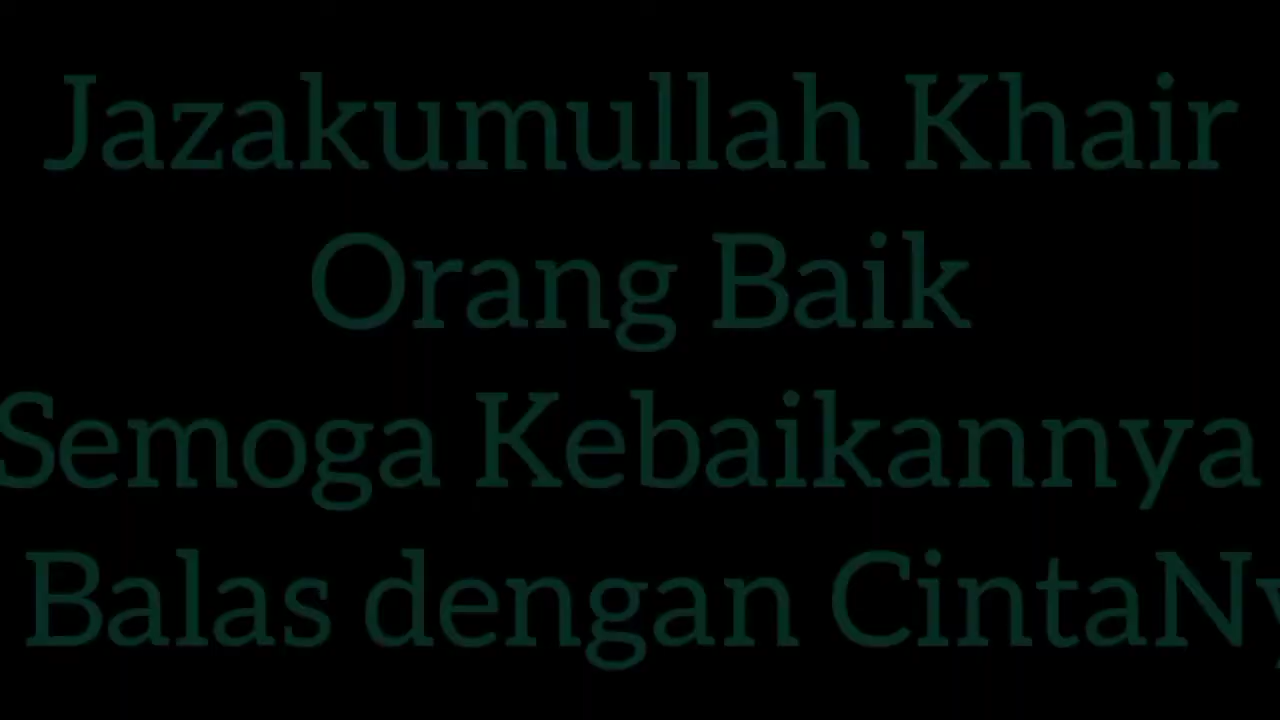 Jazakumullah Khair
Orang Baik
Semoga Kebaikannya
Balas dengan CintaNy